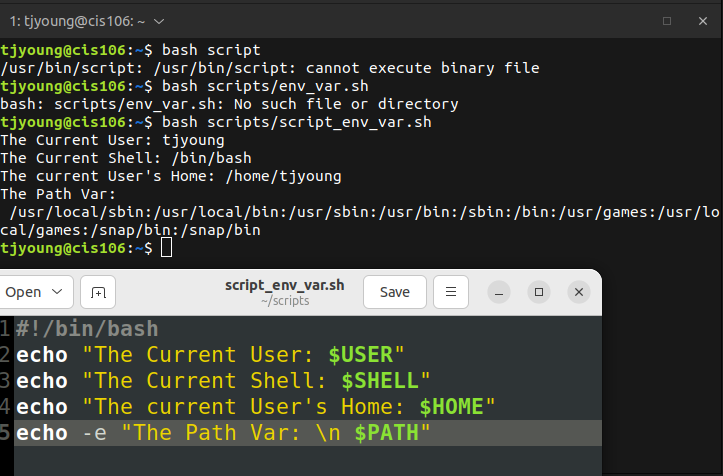 1: tjyoung@cis106: ~
tjyoung@cis106:~$ bash script
/usr/bin/script: /usr/bin/script: cannot execute binary file
tjyoung@cis106:~$ bash scripts/env_var.sh
bash: scripts/env_var.sh: No such file or directory
tjyoung@cis106:~$ bash scripts/script_env_var.sh
The Current User: tjyoung
The Current Shell: /bin/bash
The current User's Home: /home/tjyoung
The Path Var:
 /usr/local/sbin:/usr/local/bin:/usr/sbin:/usr/bin:/sbin:/bin:/usr/games:/usr/lo
cal/games:/snap/bin:/snap/bin
tjyoung@cis106:~$
Open script_env_var.sh Save
~/scripts
1 #!/bin/bash
2 echo "The Current User: $USER"
3 echo "The Current Shell: $SHELL"
4 echo "The current User's Home: $HOME"
5 echo -e "The Path Var: \n $PATH"